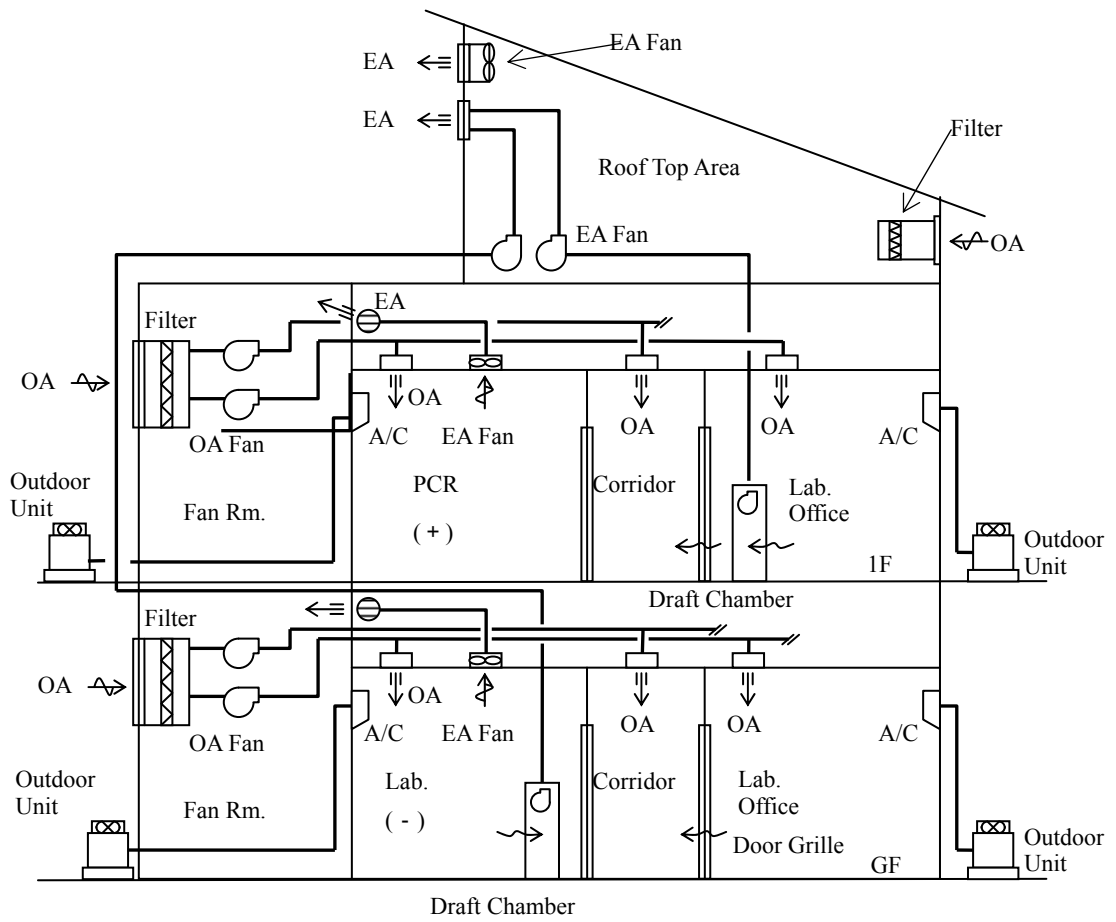 EA Fan
EA
EA
Filter
Roof Top Area
EA Fan
OA
EA
Filter
OA
OA
OA Fan
A/C
EA Fan
OA
OA
A/C
Outdoor
Unit
Fan Rm.
PCR
( + )
Corridor
Lab.
Office
Outdoor
Unit
1F
Draft Chamber
Filter
OA
OA
OA Fan
A/C
EA Fan
OA
OA
A/C
Outdoor
Unit
Fan Rm.
Lab.
( - )
Corridor
Lab.
Office
Door Grille
Outdoor
Unit
GF
Draft Chamber